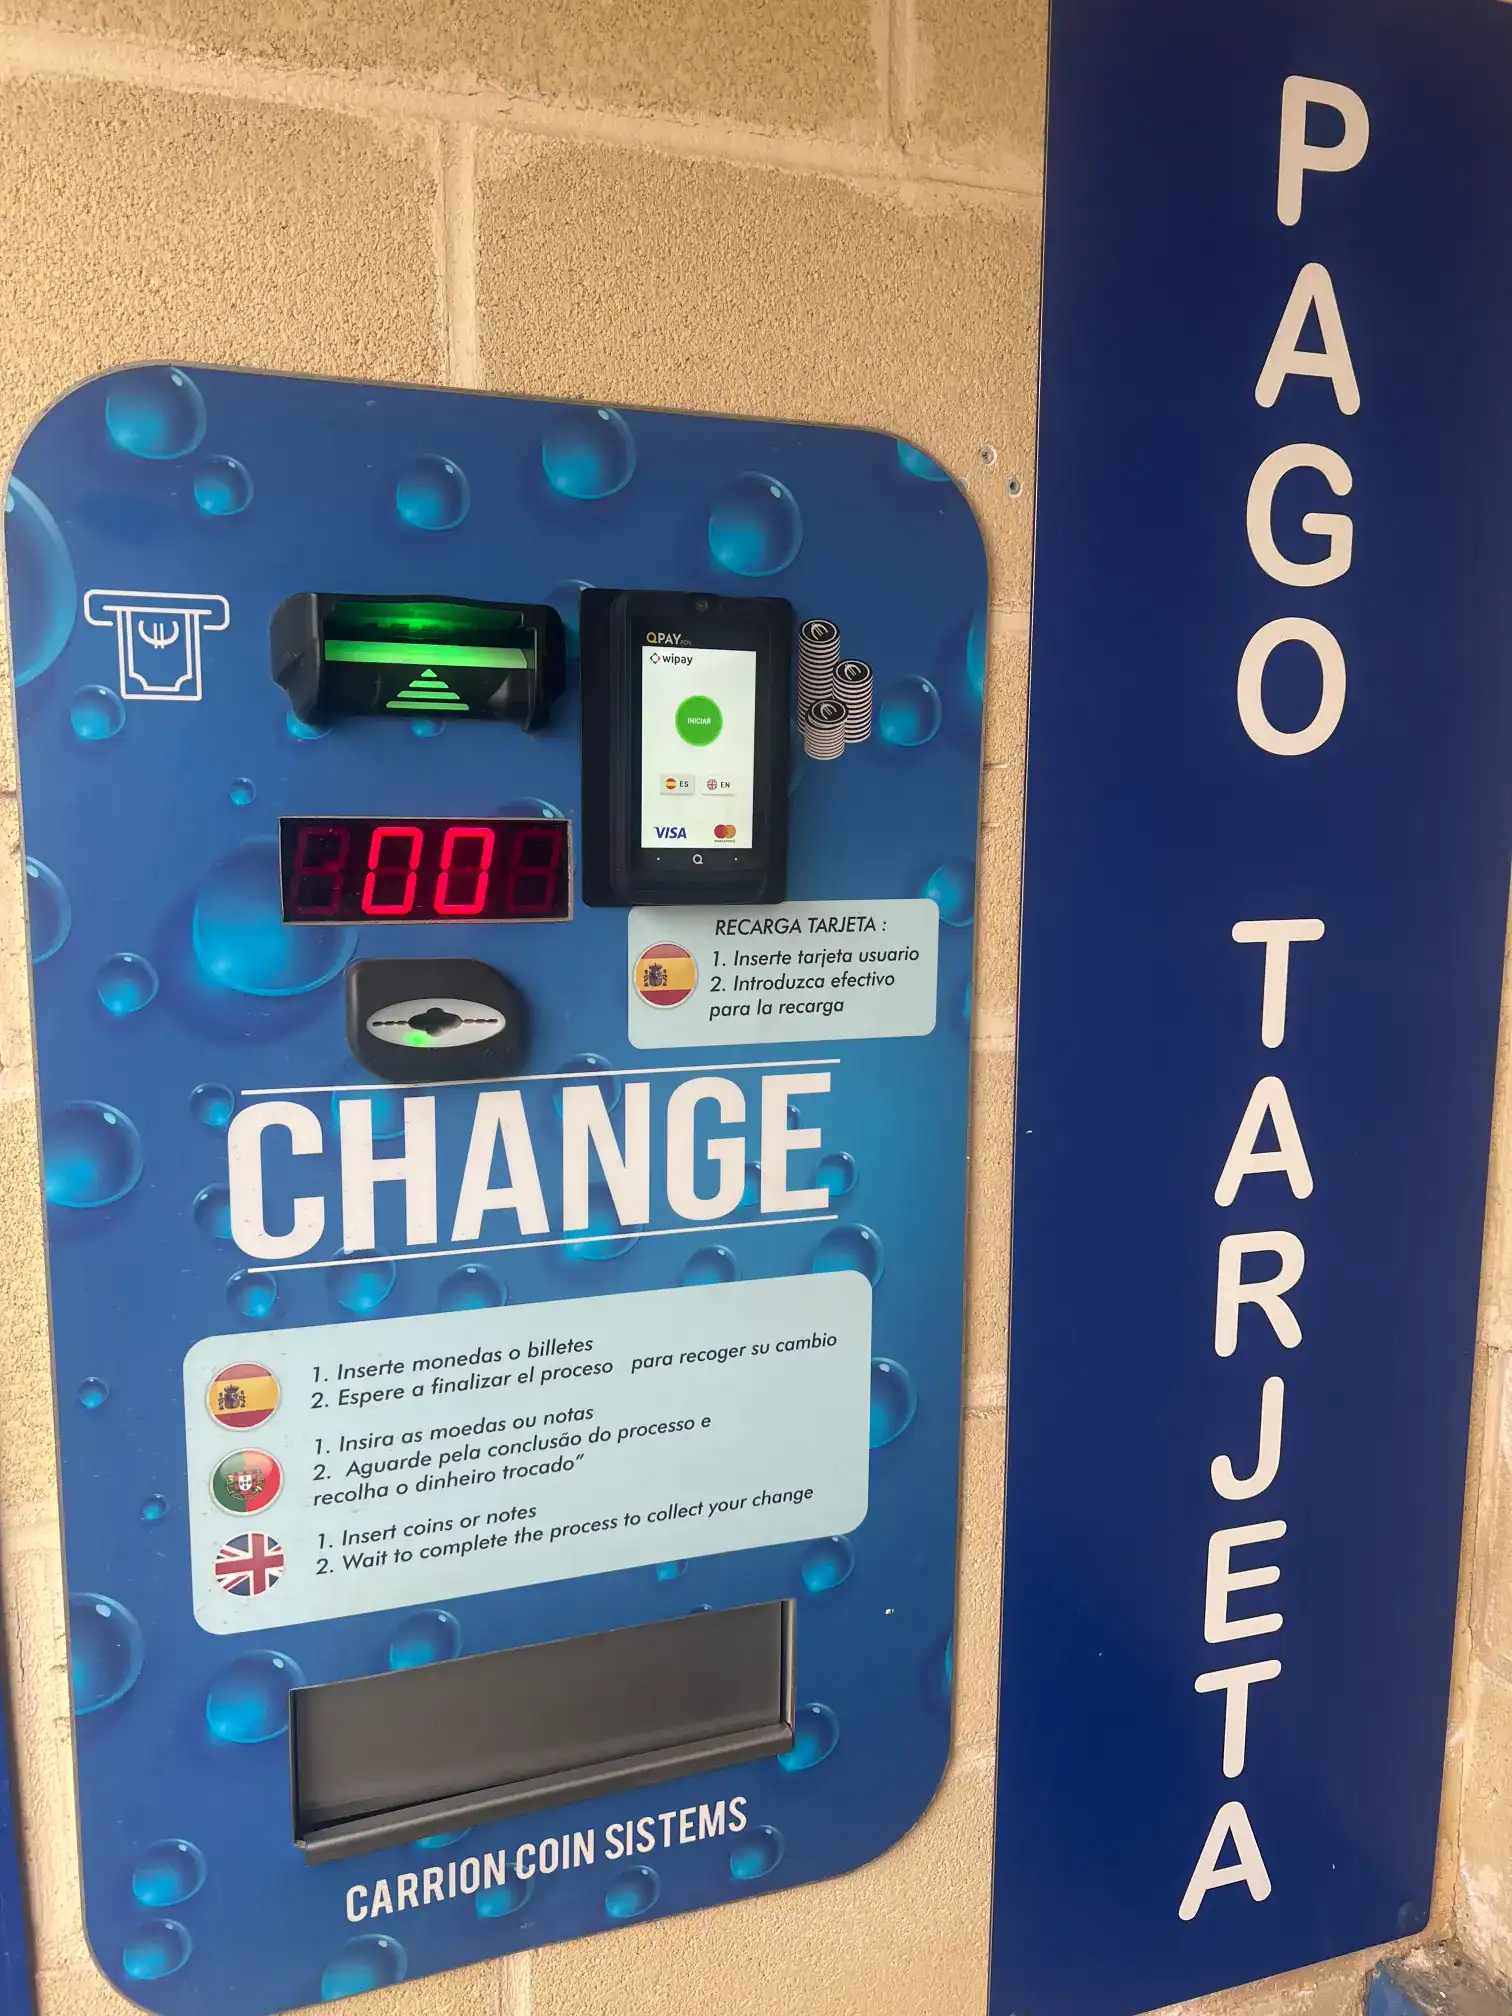 QPAY
wipay
INICIAR
ES EN
VISA
00
RECARGA TARJETA :
1. Inserte tarjeta usuario
2. Introduzca efectivo
para la recarga
CHANGE
1. Inserte monedas o billetes
2. Espere a finalizar el proceso para recoger su cambio
1. Insira as moedas ou notas
2. Aguarde pela conclusão do processo e
recolha o dinheiro trocado”
1. Insert coins or notes
2. Wait to complete the process to collect your change
CARRION COIN SISTEMS
PAGO TARJETA